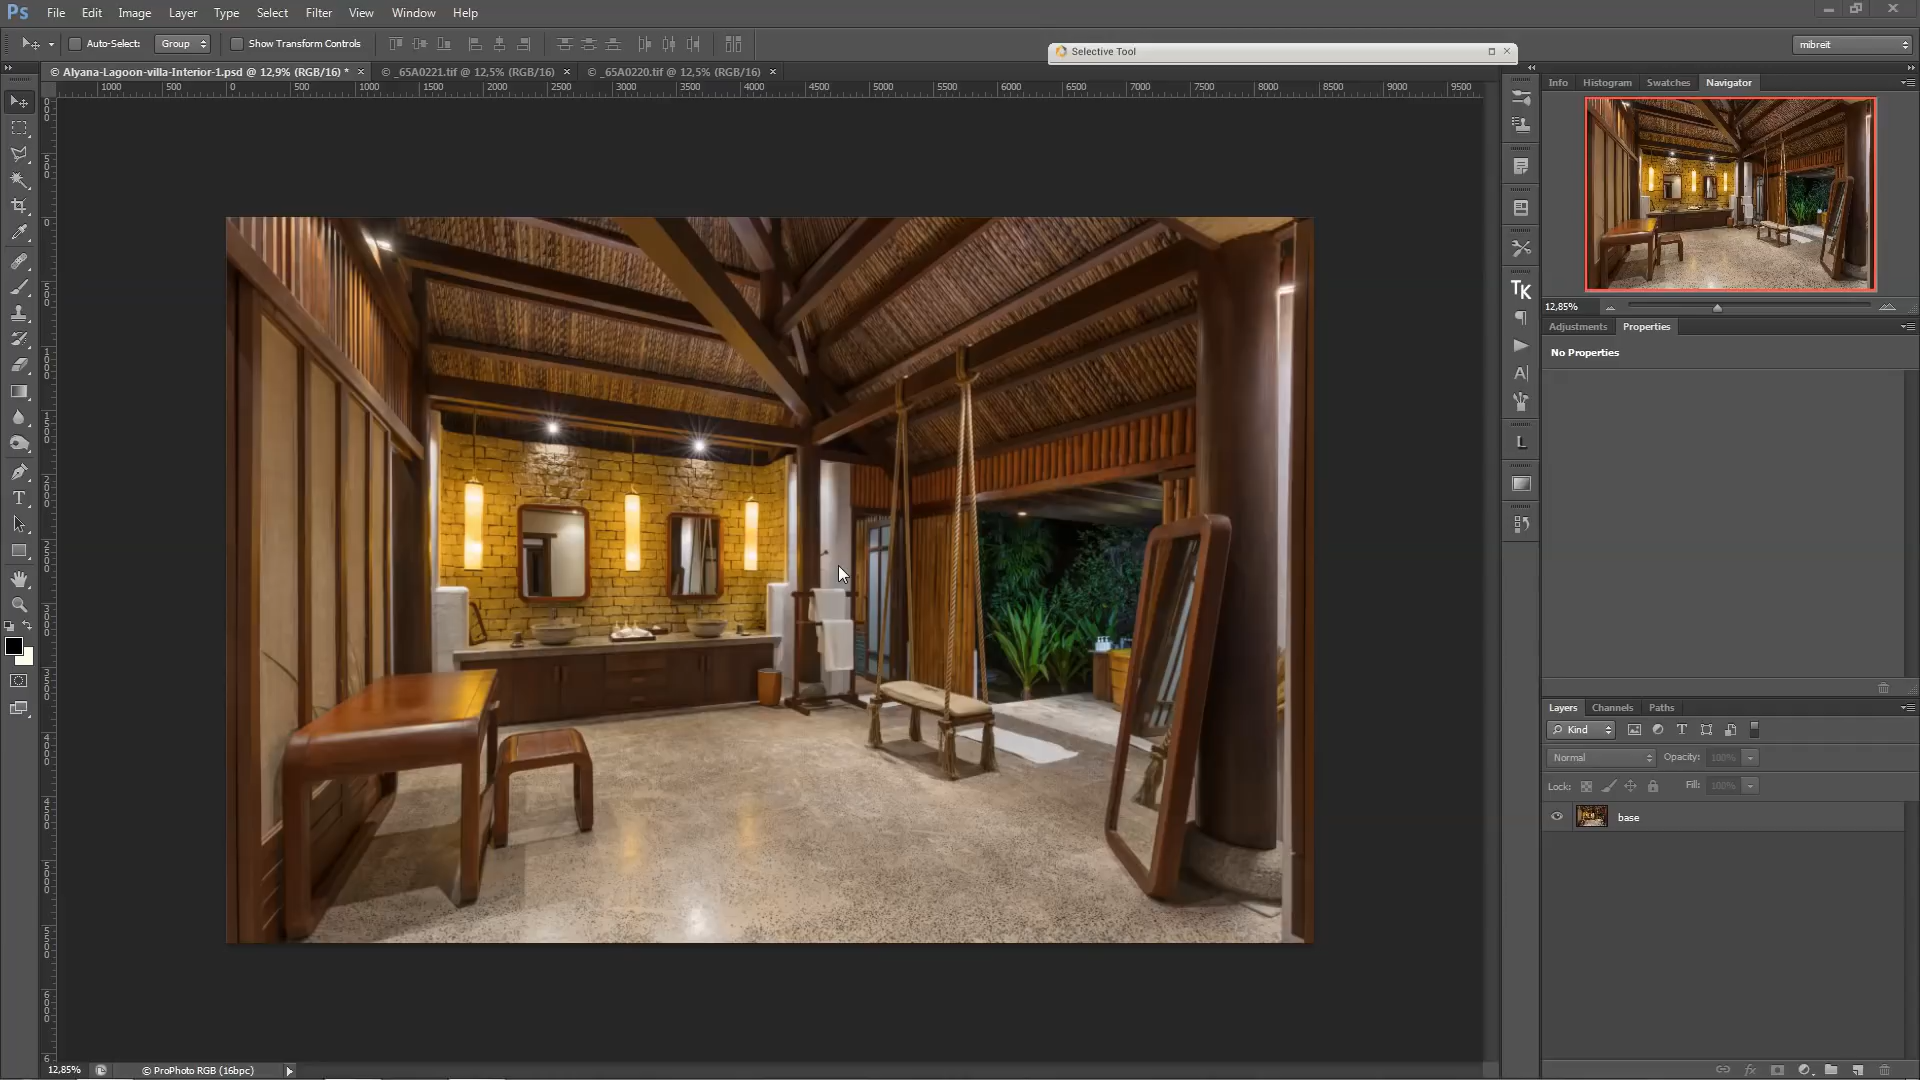 Ps File Edit Image Layer Type Select Filter View Window Help
Auto-Select: Group Show Transform Controls
Selective Tool
mibreit
© Alyana-Lagoon-villa-Interior-1.psd @ 12,9% (RGB/16) * × © _65A0221.tif @ 12,5% (RGB/16) × © _65A0220.tif @ 12,5% (RGB/16) ×
1000 500 0 500 1000 1500 2000 2500 3000 3500 4000 4500 5000 5500 6000 6500 7000 7500 8000 8500 9000 9500
Info Histogram Swatches Navigator
12,85%
Adjustments Properties
No Properties
TK
A
L
T
Layers Channels Paths
Kind
T
Normal Opacity: 100%
Lock: Fill: 100%
base
fx
12,85% © ProPhoto RGB (16bpc)